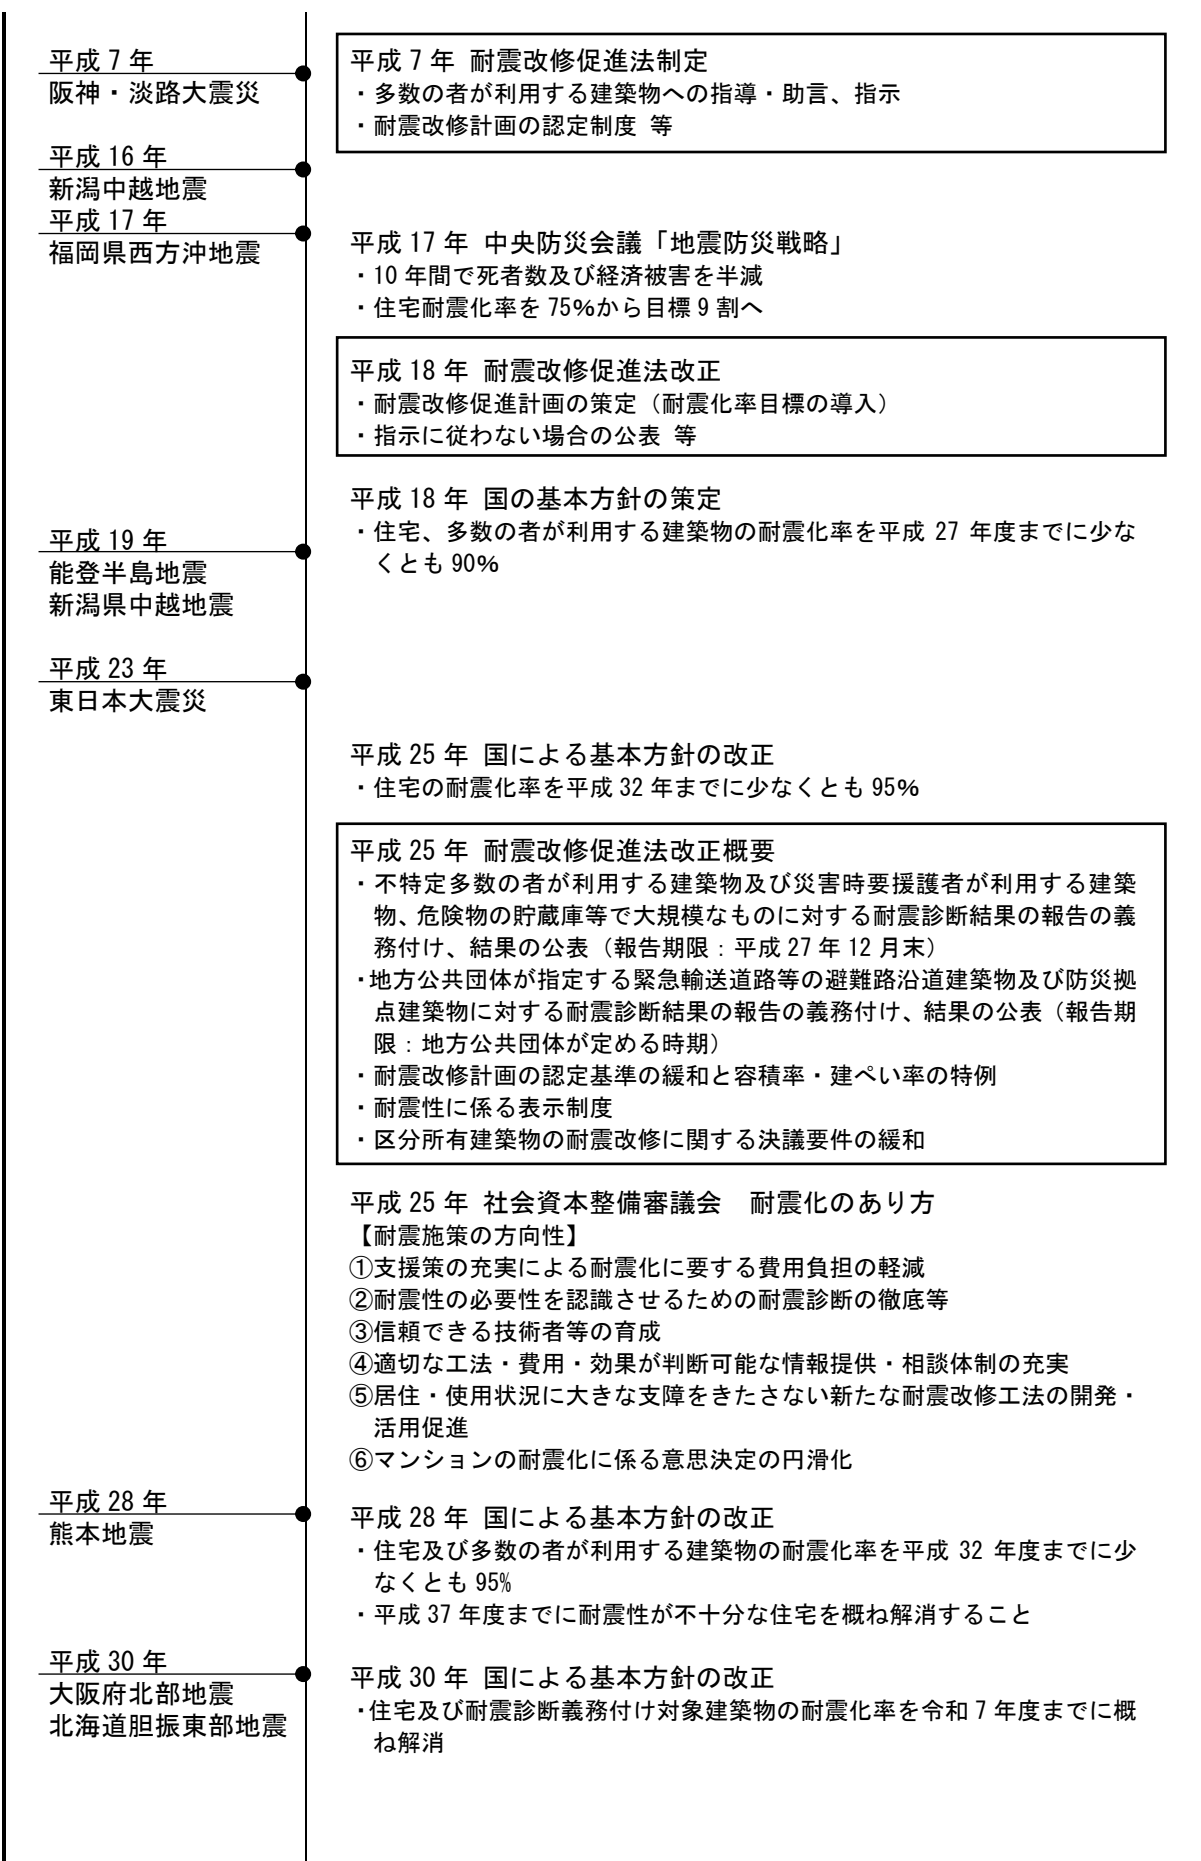 平成 7 年
阪神・淡路大震災
平成 7 年 耐震改修促進法制定
・多数の者が利用する建築物への指導・助言、指示
・耐震改修計画の認定制度 等
平成 16 年
新潟中越地震
平成 17 年
福岡県西方沖地震
平成 17 年 中央防災会議「地震防災戦略」
・10 年間で死者数及び経済被害を半減
・住宅耐震化率を 75％から目標 9 割へ
平成 18 年 耐震改修促進法改正
・耐震改修促進計画の策定（耐震化率目標の導入）
・指示に従わない場合の公表 等
平成 18 年 国の基本方針の策定
・住宅、多数の者が利用する建築物の耐震化率を平成 27 年度までに少な
くとも 90％
平成 19 年
能登半島地震
新潟県中越地震
平成 23 年
東日本大震災
平成 25 年 国による基本方針の改正
・住宅の耐震化率を平成 32 年までに少なくとも 95％
平成 25 年 耐震改修促進法改正概要
・不特定多数の者が利用する建築物及び災害時要援護者が利用する建築
物、危険物の貯蔵庫等で大規模なものに対する耐震診断結果の報告の義
務付け、結果の公表（報告期限：平成 27 年 12 月末）
・地方公共団体が指定する緊急輸送道路等の避難路沿道建築物及び防災拠
点建築物に対する耐震診断結果の報告の義務付け、結果の公表（報告期
限：地方公共団体が定める時期）
・耐震改修計画の認定基準の緩和と容積率・建ぺい率の特例
・耐震性に係る表示制度
・区分所有建築物の耐震改修に関する決議要件の緩和
平成 25 年 社会資本整備審議会　耐震化のあり方
【耐震施策の方向性】
①支援策の充実による耐震化に要する費用負担の軽減
②耐震性の必要性を認識させるための耐震診断の徹底等
③信頼できる技術者等の育成
④適切な工法・費用・効果が判断可能な情報提供・相談体制の充実
⑤居住・使用状況に大きな支障をきたさない新たな耐震改修工法の開発・
活用促進
⑥マンションの耐震化に係る意思決定の円滑化
平成 28 年
熊本地震
平成 28 年 国による基本方針の改正
・住宅及び多数の者が利用する建築物の耐震化率を平成 32 年度までに少
なくとも 95%
・平成 37 年度までに耐震性が不十分な住宅を概ね解消すること
平成 30 年
大阪府北部地震
北海道胆振東部地震
平成 30 年 国による基本方針の改正
・住宅及び耐震診断義務付け対象建築物の耐震化率を令和 7 年度までに概
ね解消